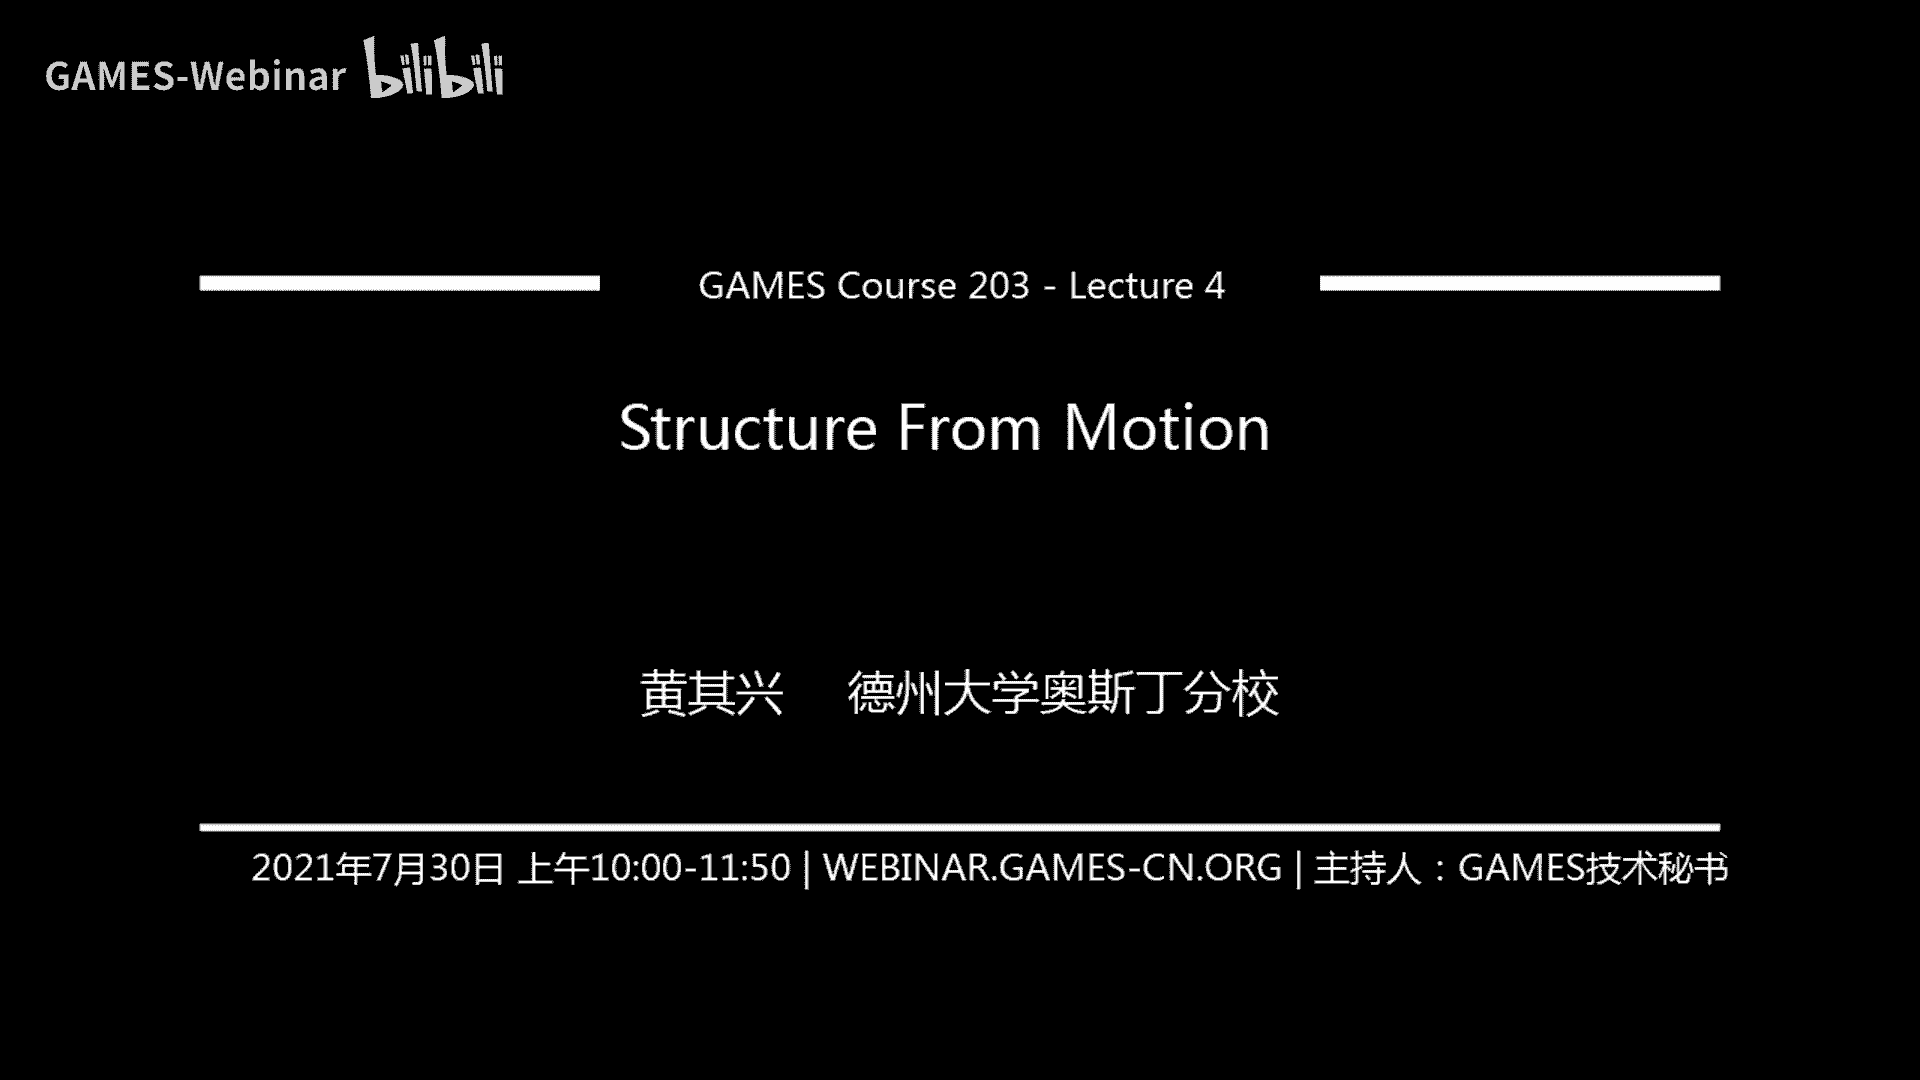 GAMES-Webinar bilibili
GAMES Course 203 - Lecture 4
Structure From Motion
黄其兴 德州大学奥斯丁分校
2021年7月30日 上午10:00-11:50 | WEBINAR.GAMES-CN.ORG | 主持人：GAMES技术秘书